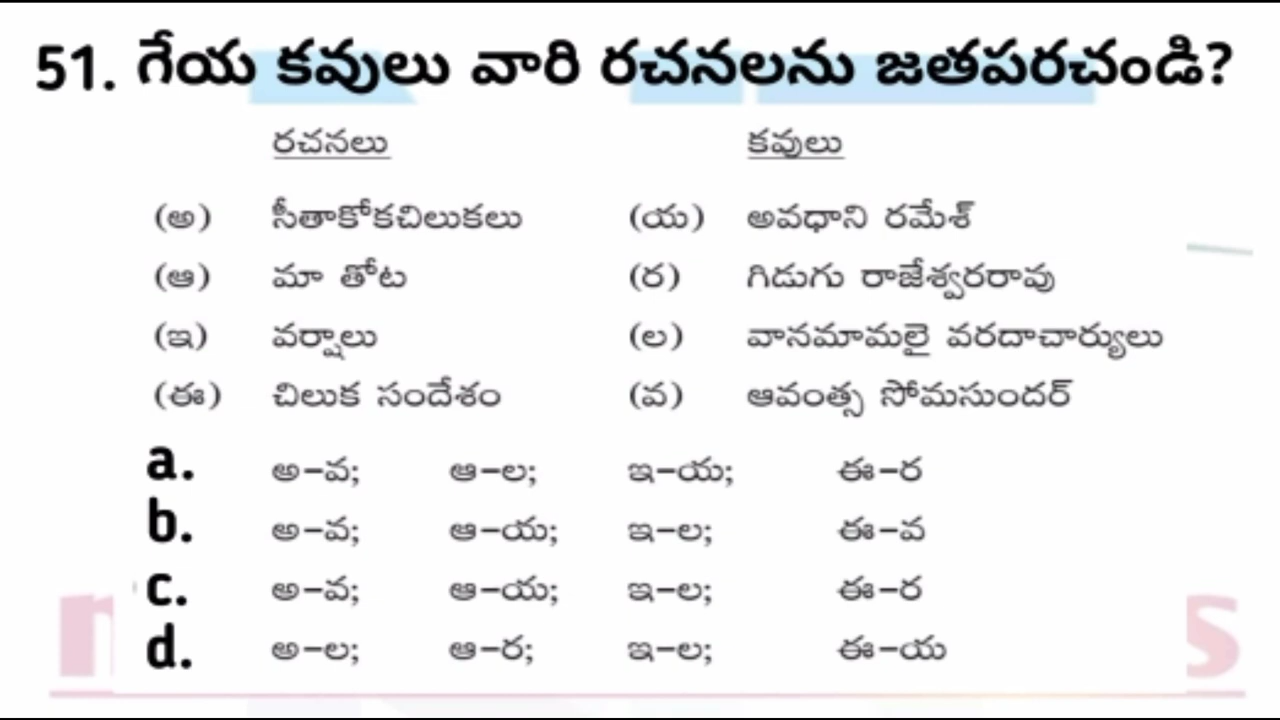 51. గేయ కవులు వారి రచనలను జతపరచండి?
రచనలు కవులు
(అ) సీతాకోకచిలుకలు (య) అవధాని రమేశ్
(ఆ) మా తోట (ర) గిడుగు రాజేశ్వరరావు
(ఇ) వర్షాలు (ల) వానమామలై వరదాచార్యులు
(ఈ) చిలుక సందేశం (వ) ఆవంత్స సోమసుందర్
a. అ-వ; ఆ-ల; ఇ-య; ఈ-ర
b. అ-వ; ఆ-య; ఇ-ల; ఈ-వ
c. అ-వ; ఆ-య; ఇ-ల; ఈ-ర
d. అ-ల; ఆ-ర; ఇ-ల; ఈ-య